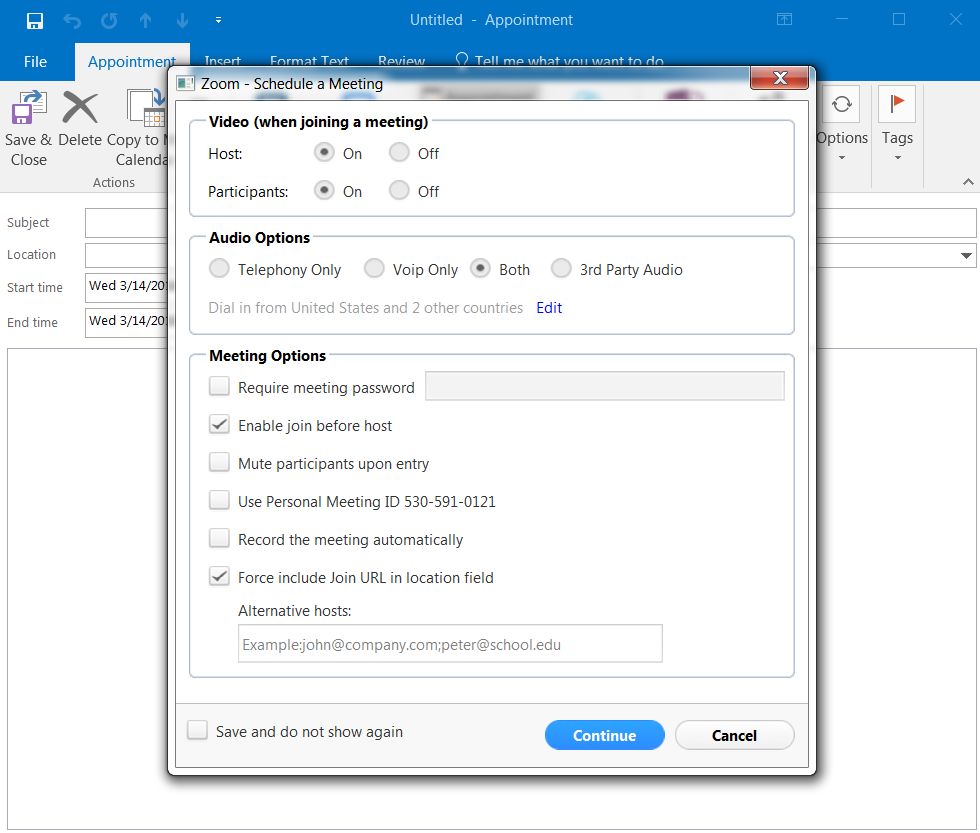 Untitled - Appointment
File Appointment Insert Format Text Review Tell me what you want to do
Zoom - Schedule a Meeting
Save & Close
Delete
Copy to
Calenda
Actions
Options
Tags
Subject
Location
Start time Wed 3/14/20
End time Wed 3/14/20
Video (when joining a meeting)
Host: On Off
Participants: On Off
Audio Options
Telephony Only Voip Only Both 3rd Party Audio
Dial in from United States and 2 other countries Edit
Meeting Options
Require meeting password
Enable join before host
Mute participants upon entry
Use Personal Meeting ID 530-591-0121
Record the meeting automatically
Force include Join URL in location field
Alternative hosts:
Example:john@company.com;peter@school.edu
Save and do not show again Continue Cancel